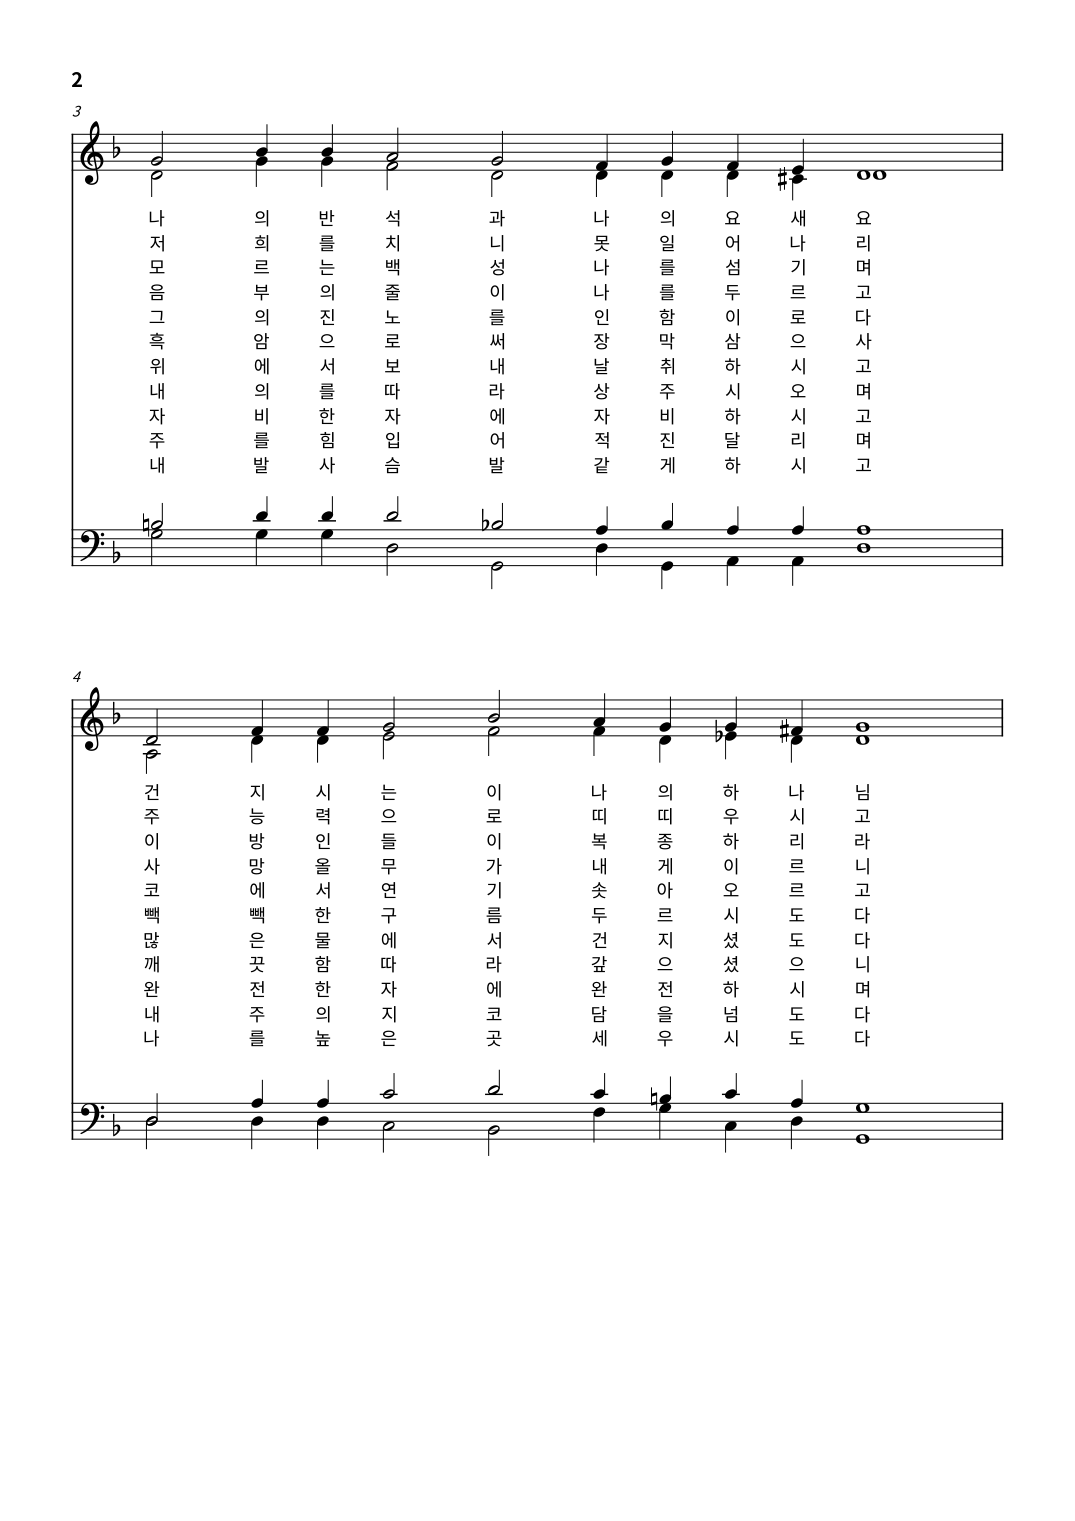 2
3
나 의 반 석 과 나 의 요 새 요
저 희 를 치 니 못 일 어 나 리
모 르 는 백 성 나 를 섬 기 며
음 부 의 줄 이 나 를 두 르 고
그 의 진 노 를 인 함 이 로 다
흑 암 으 로 써 장 막 삼 으 사
위 에 서 보 내 날 취 하 시 고
내 의 를 따 라 상 주 시 오 며
자 비 한 자 에 자 비 하 시 고
주 를 힘 입 어 적 진 달 리 며
내 발 사 슴 발 같 게 하 시 고
4
건 지 시 는 이 나 의 하 나 님
주 능 력 으 로 띠 띠 우 시 고
이 방 인 들 이 복 종 하 리 라
사 망 올 무 가 내 게 이 르 니
코 에 서 연 기 솟 아 오 르 고
빽 빽 한 구 름 두 르 시 도 다
많 은 물 에 서 건 지 셨 도 다
깨 끗 함 따 라 갚 으 셨 으 니
완 전 한 자 에 완 전 하 시 며
내 주 의 지 코 담 을 넘 도 다
나 를 높 은 곳 세 우 시 도 다